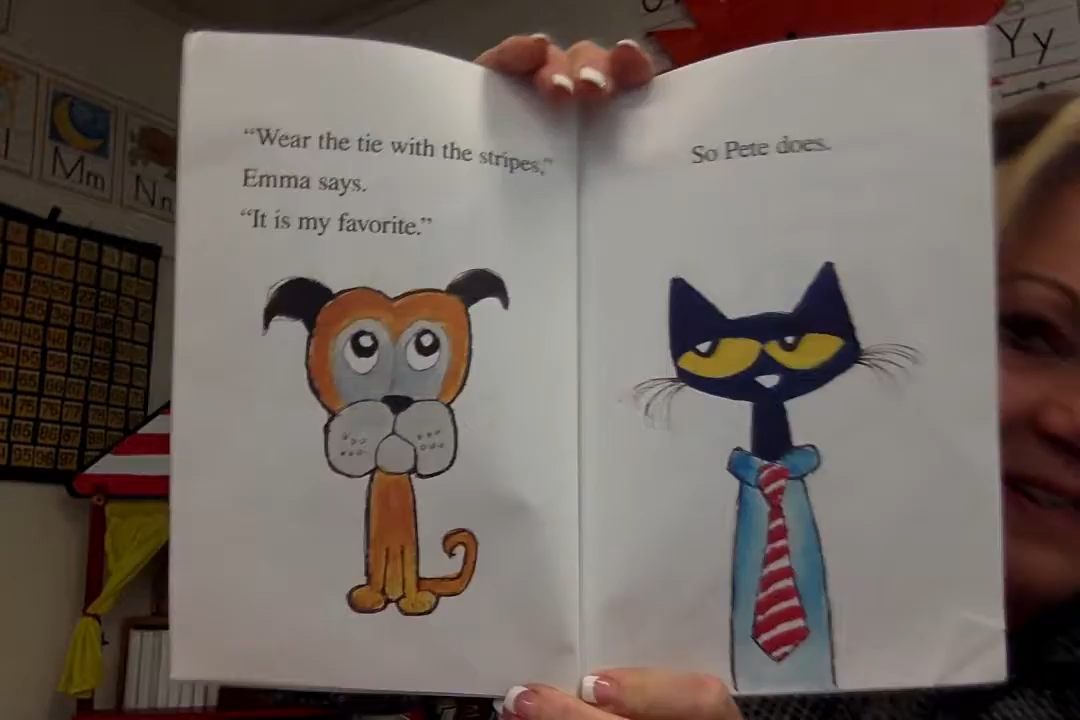 “Wear the tie with the stripes,”
Emma says.
“It is my favorite.”
So Pete does.
Mm
Nn
Yy